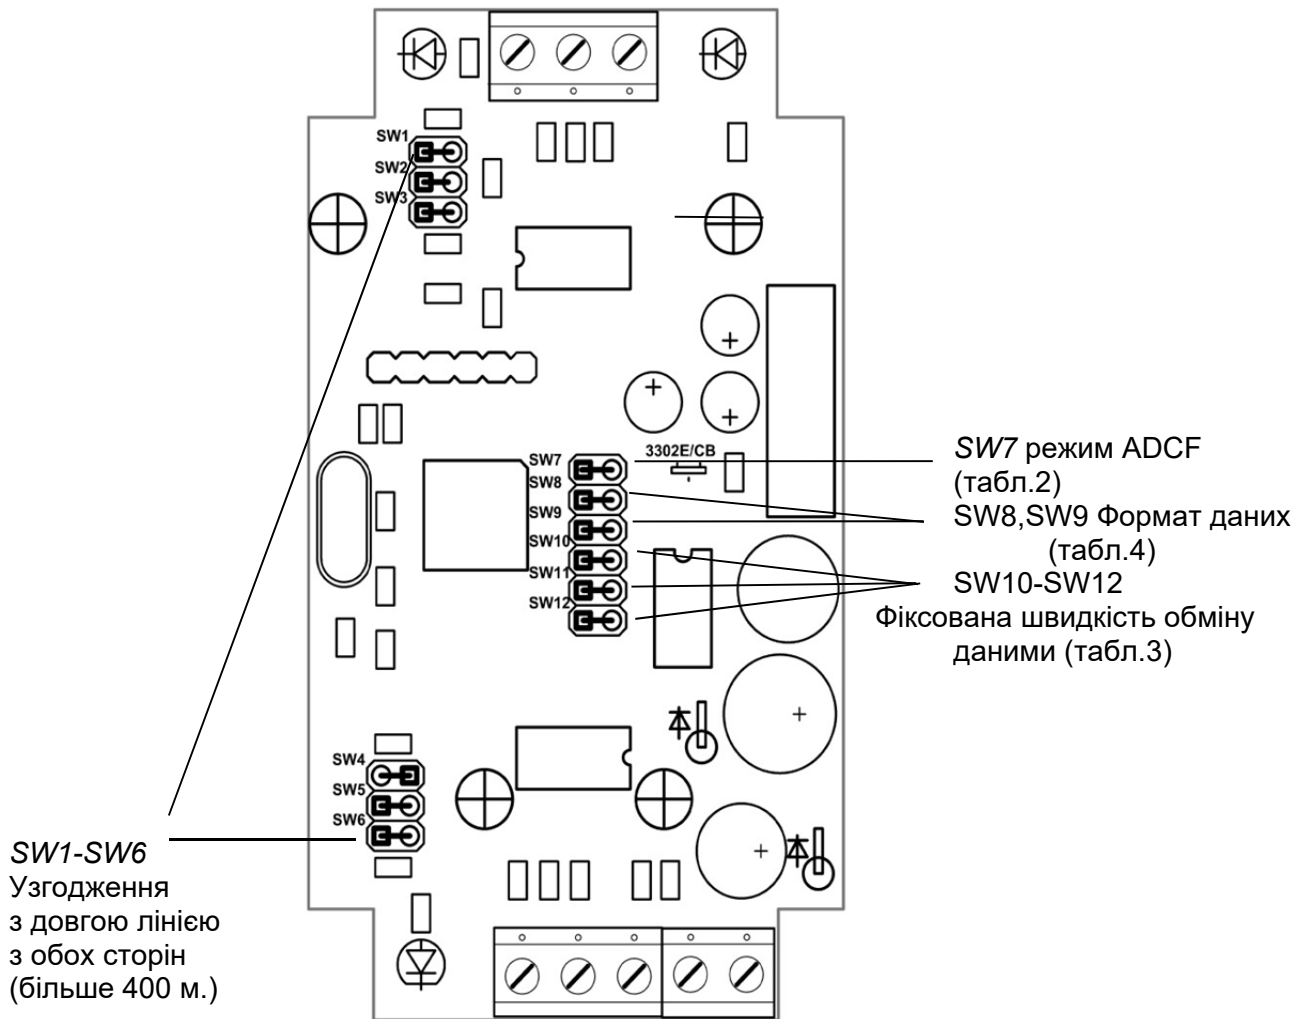 SW1
SW2
SW3
3302E/CB
SW7
SW8
SW9
SW10
SW11
SW12
SW7 режим ADCF
(табл.2)
SW8,SW9 Формат даних
(табл.4)
SW10-SW12
Фіксована швидкість обміну
даними (табл.3)
SW4
SW5
SW6
SW1-SW6
Узгодження
з довгою лінією
з обох сторін
(більше 400 м.)